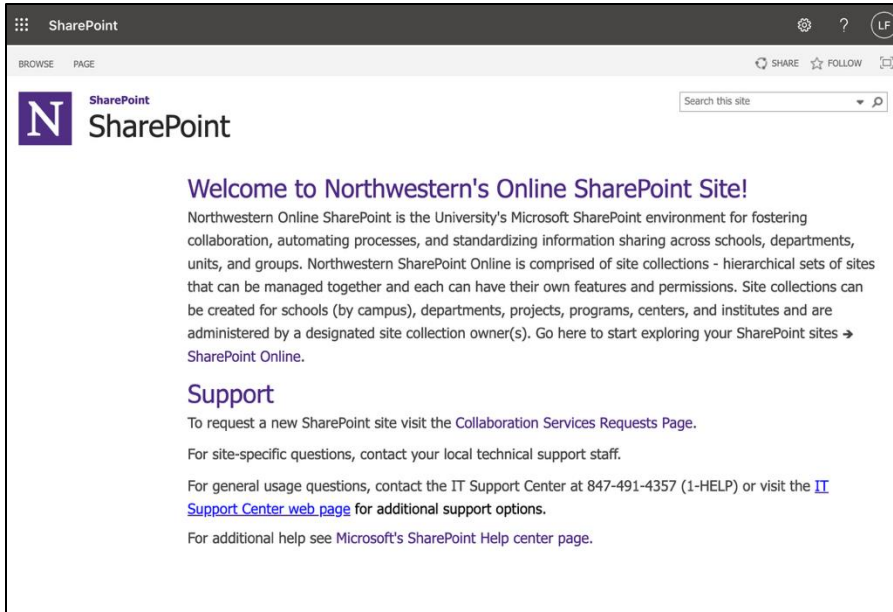 SharePoint
LF
BROWSE PAGE SHARE FOLLOW
N
SharePoint
SharePoint
Search this site
Welcome to Northwestern's Online SharePoint Site!
Northwestern Online SharePoint is the University's Microsoft SharePoint environment for fostering
collaboration, automating processes, and standardizing information sharing across schools, departments,
units, and groups. Northwestern SharePoint Online is comprised of site collections - hierarchical sets of sites
that can be managed together and each can have their own features and permissions. Site collections can
be created for schools (by campus), departments, projects, programs, centers, and institutes and are
administered by a designated site collection owner(s). Go here to start exploring your SharePoint sites →
SharePoint Online.
Support
To request a new SharePoint site visit the Collaboration Services Requests Page.
For site-specific questions, contact your local technical support staff.
For general usage questions, contact the IT Support Center at 847-491-4357 (1-HELP) or visit the IT
Support Center web page for additional support options.
For additional help see Microsoft's SharePoint Help center page.